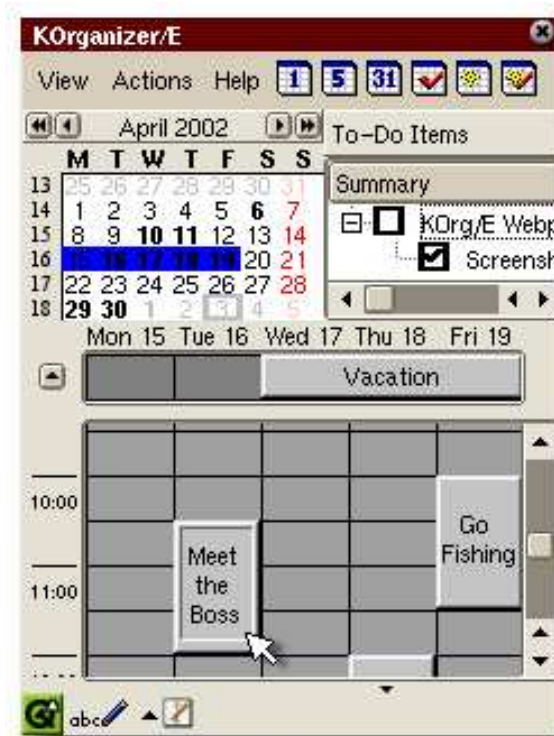 KOrganizer/E
View Actions Help 1 5 31
April 2002
To-Do Items
M T W T F S S
Summary
13 25 26 27 28 29 30 31
14 1 2 3 4 5 6 7
KOrg/E Webp
15 8 9 10 11 12 13 14
16 15 16 17 18 19 20 21
Screensh
17 22 23 24 25 26 27 28
18 29 30 1 2 3 4 5
Mon 15 Tue 16 Wed 17 Thu 18 Fri 19
Vacation
10:00
Go
Fishing
Meet
the
Boss
11:00
abc